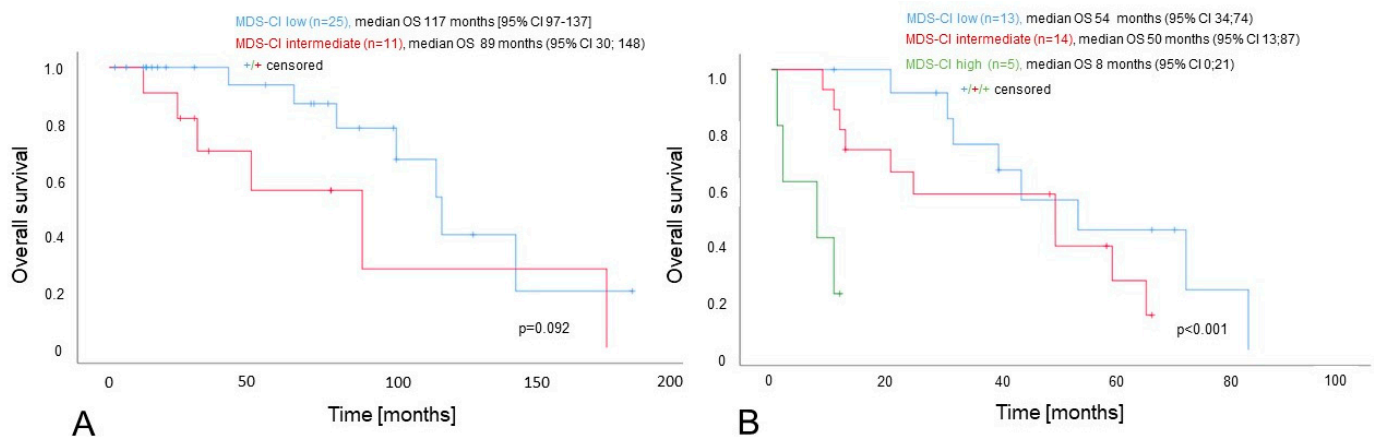 MDS-CI low (n=25), median OS 117 months [95% CI 97-137]
MDS-CI intermediate (n=11), median OS 89 months (95% CI 30; 148)
+/+ censored
1.0
0.8
0.6
0.4
0.2
0
Overall survival
p=0.092
0 50 100 150 200
Time [months]
A
MDS-CI low (n=13), median OS 54 months (95% CI 34;74)
MDS-CI intermediate (n=14), median OS 50 months (95% CI 13;87)
MDS-CI high (n=5), median OS 8 months (95% CI 0;21)
+/+/+ censored
1.0
0.8
0.6
0.4
0.2
0
Overall survival
p<0.001
0 20 40 60 80 100
Time [months]
B